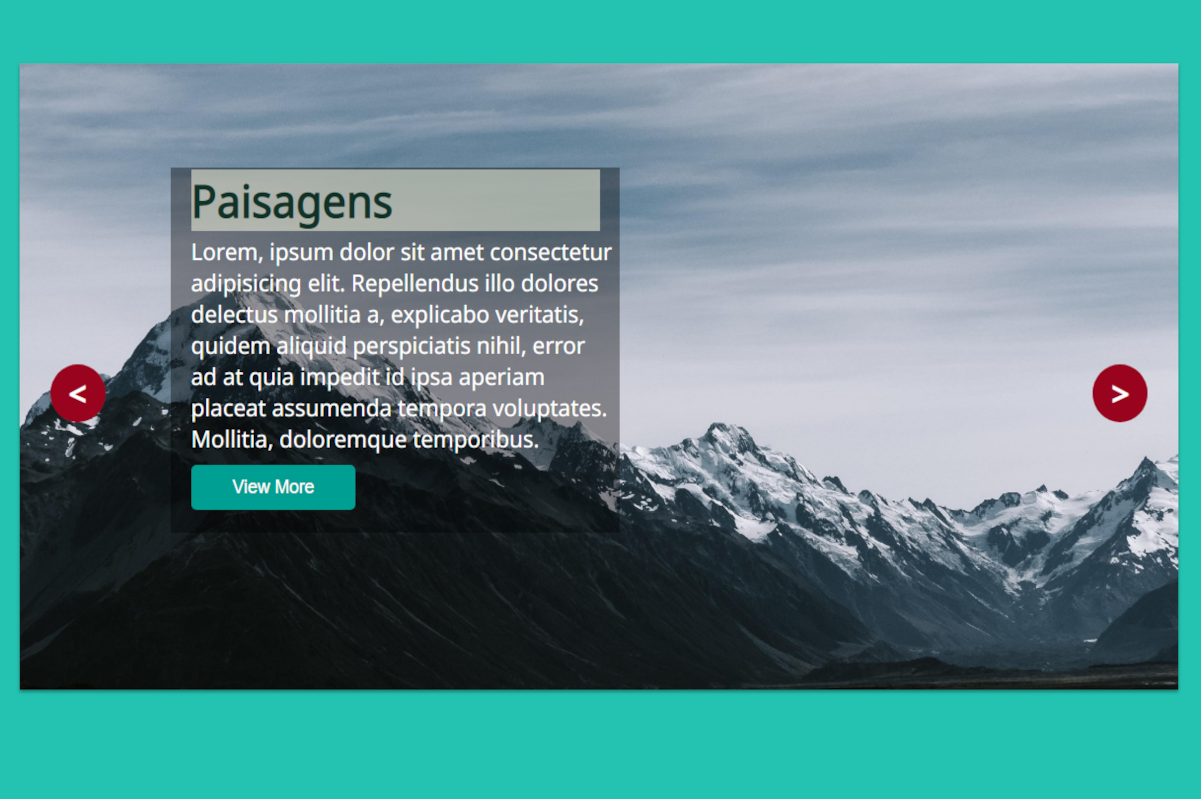 Paisagens
Lorem, ipsum dolor sit amet consectetur
adipisicing elit. Repellendus illo dolores
delectus mollitia a, explicabo veritatis,
quidem aliquid perspiciatis nihil, error
ad at quia impedit id ipsa aperiam
placeat assumenda tempora voluptates.
<
>
Mollitia, doloremque temporibus.
View More